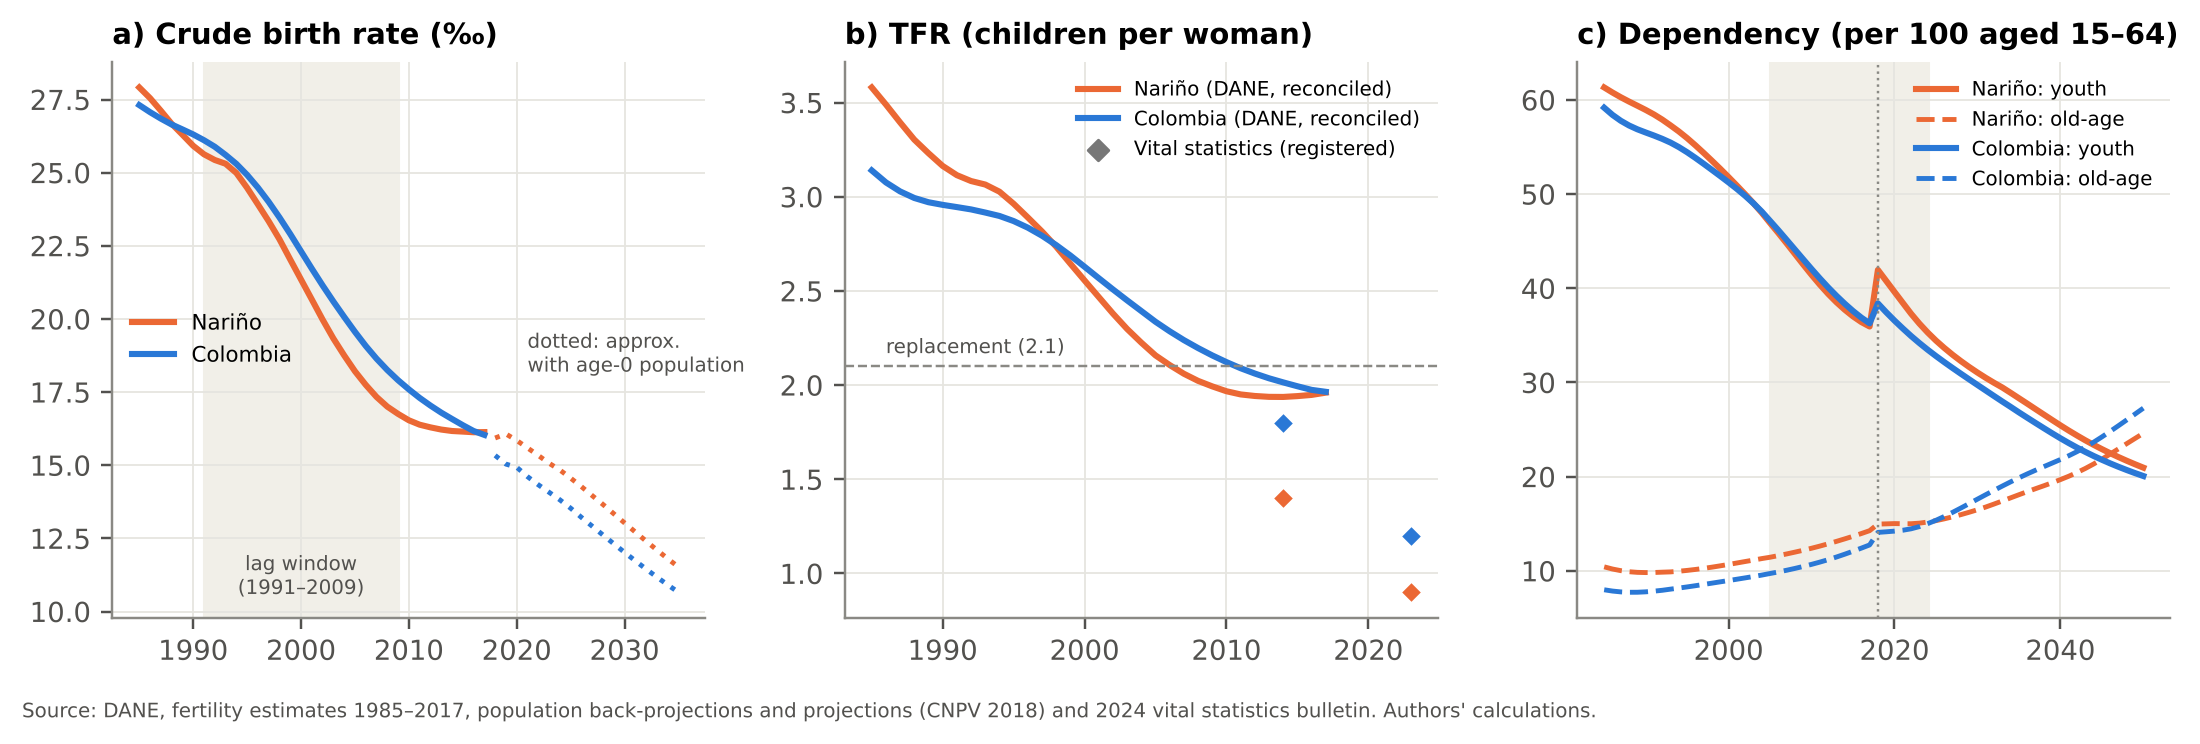 a) Crude birth rate (‰)
27.5
25.0
22.5
20.0
17.5
15.0
12.5
10.0
Nariño
Colombia
dotted: approx.
with age-0 population
lag window
(1991–2009)
1990 2000 2010 2020 2030
b) TFR (children per woman)
3.5
3.0
2.5
2.0
1.5
1.0
Nariño (DANE, reconciled)
Colombia (DANE, reconciled)
Vital statistics (registered)
replacement (2.1)
1990 2000 2010 2020
c) Dependency (per 100 aged 15–64)
60
50
40
30
20
10
Nariño: youth
Nariño: old-age
Colombia: youth
Colombia: old-age
2000 2020 2040
Source: DANE, fertility estimates 1985–2017, population back-projections and projections (CNPV 2018) and 2024 vital statistics bulletin. Authors' calculations.